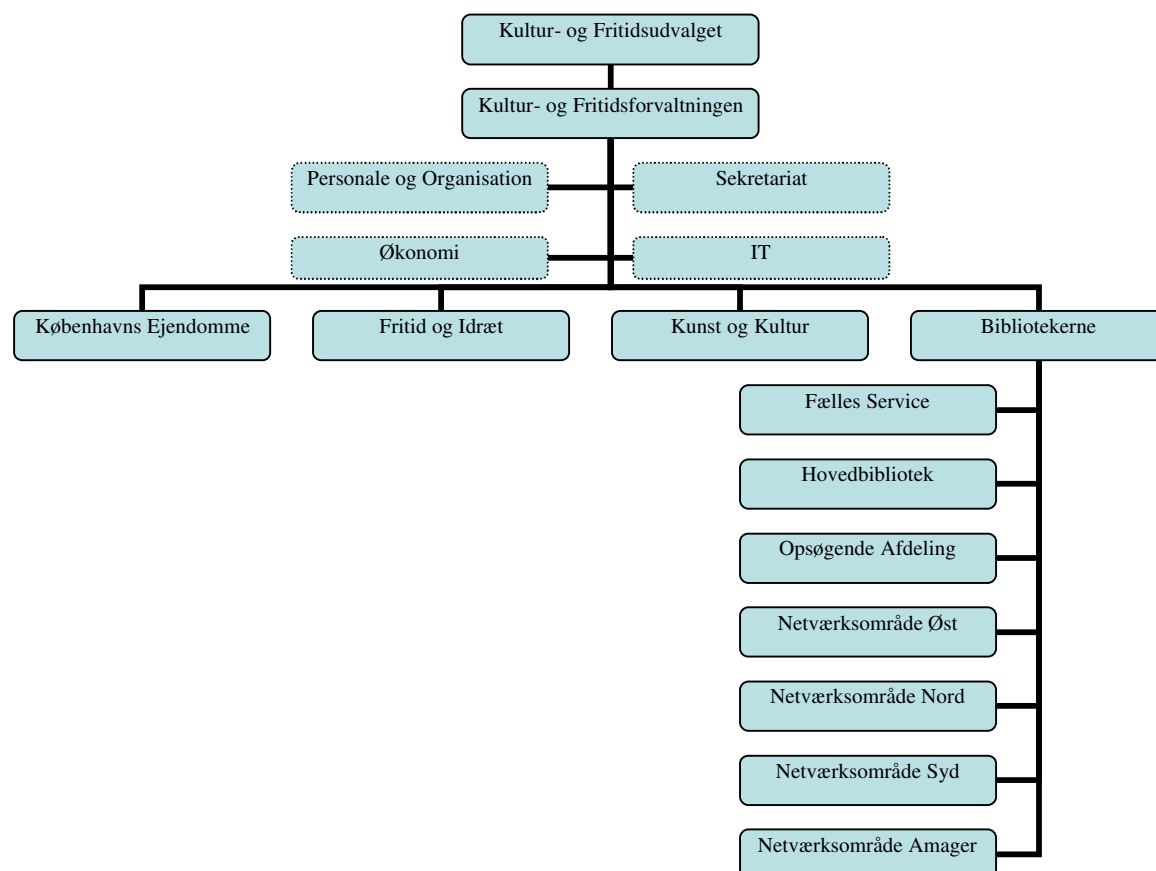 Kultur- og Fritidsudvalget
Kultur- og Fritidsforvaltningen
Personale og Organisation
Sekretariat
Økonomi
IT
Københavns Ejendomme
Fritid og Idræt
Kunst og Kultur
Bibliotekerne
Fælles Service
Hovedbibliotek
Opsøgende Afdeling
Netværksområde Øst
Netværksområde Nord
Netværksområde Syd
Netværksområde Amager